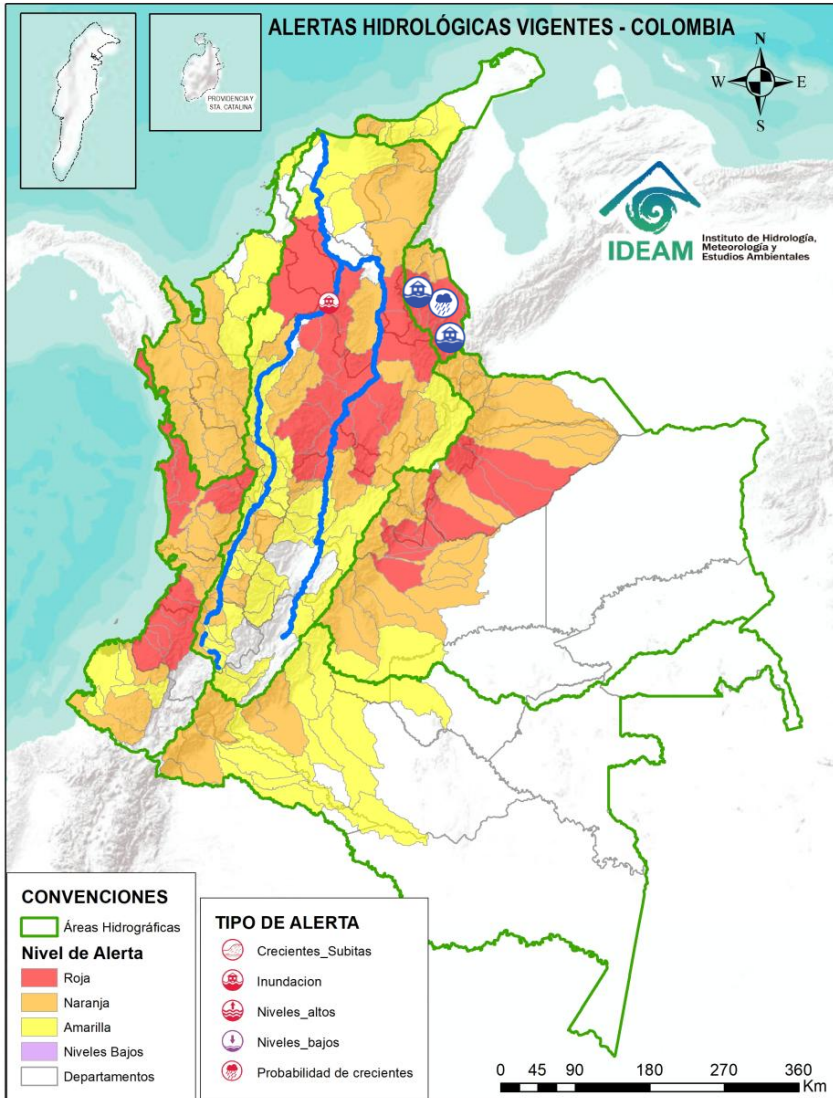 ALERTAS HIDROLÓGICAS VIGENTES - COLOMBIA
PROVIDENCIA Y
STA. CATALINA
N
W
E
S
IDEAM
Instituto de Hidrología,
Meteorología y
Estudios Ambientales
CONVENCIONES
Áreas Hidrográficas
Nivel de Alerta
Roja
Naranja
Amarilla
Niveles Bajos
Departamentos
TIPO DE ALERTA
Crecientes_Subitas
Inundacion
Niveles_altos
Niveles_bajos
Probabilidad de crecientes
0 45 90 180 270 360
Km